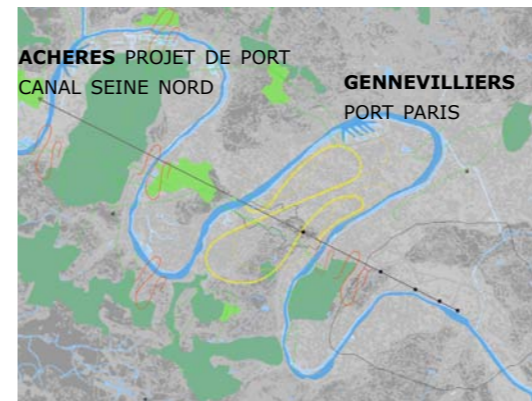 ACHERES PROJET DE PORT
CANAL SEINE NORD
GENNEVILLIERS
PORT PARIS